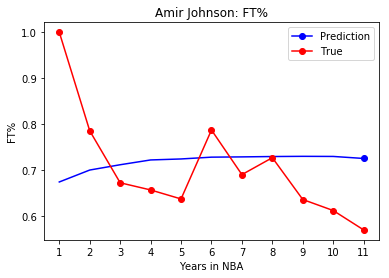 Amir Johnson: FT%
Prediction
True
FT%
1.0
0.9
0.8
0.7
0.6
1 2 3 4 5 6 7 8 9 10 11
Years in NBA